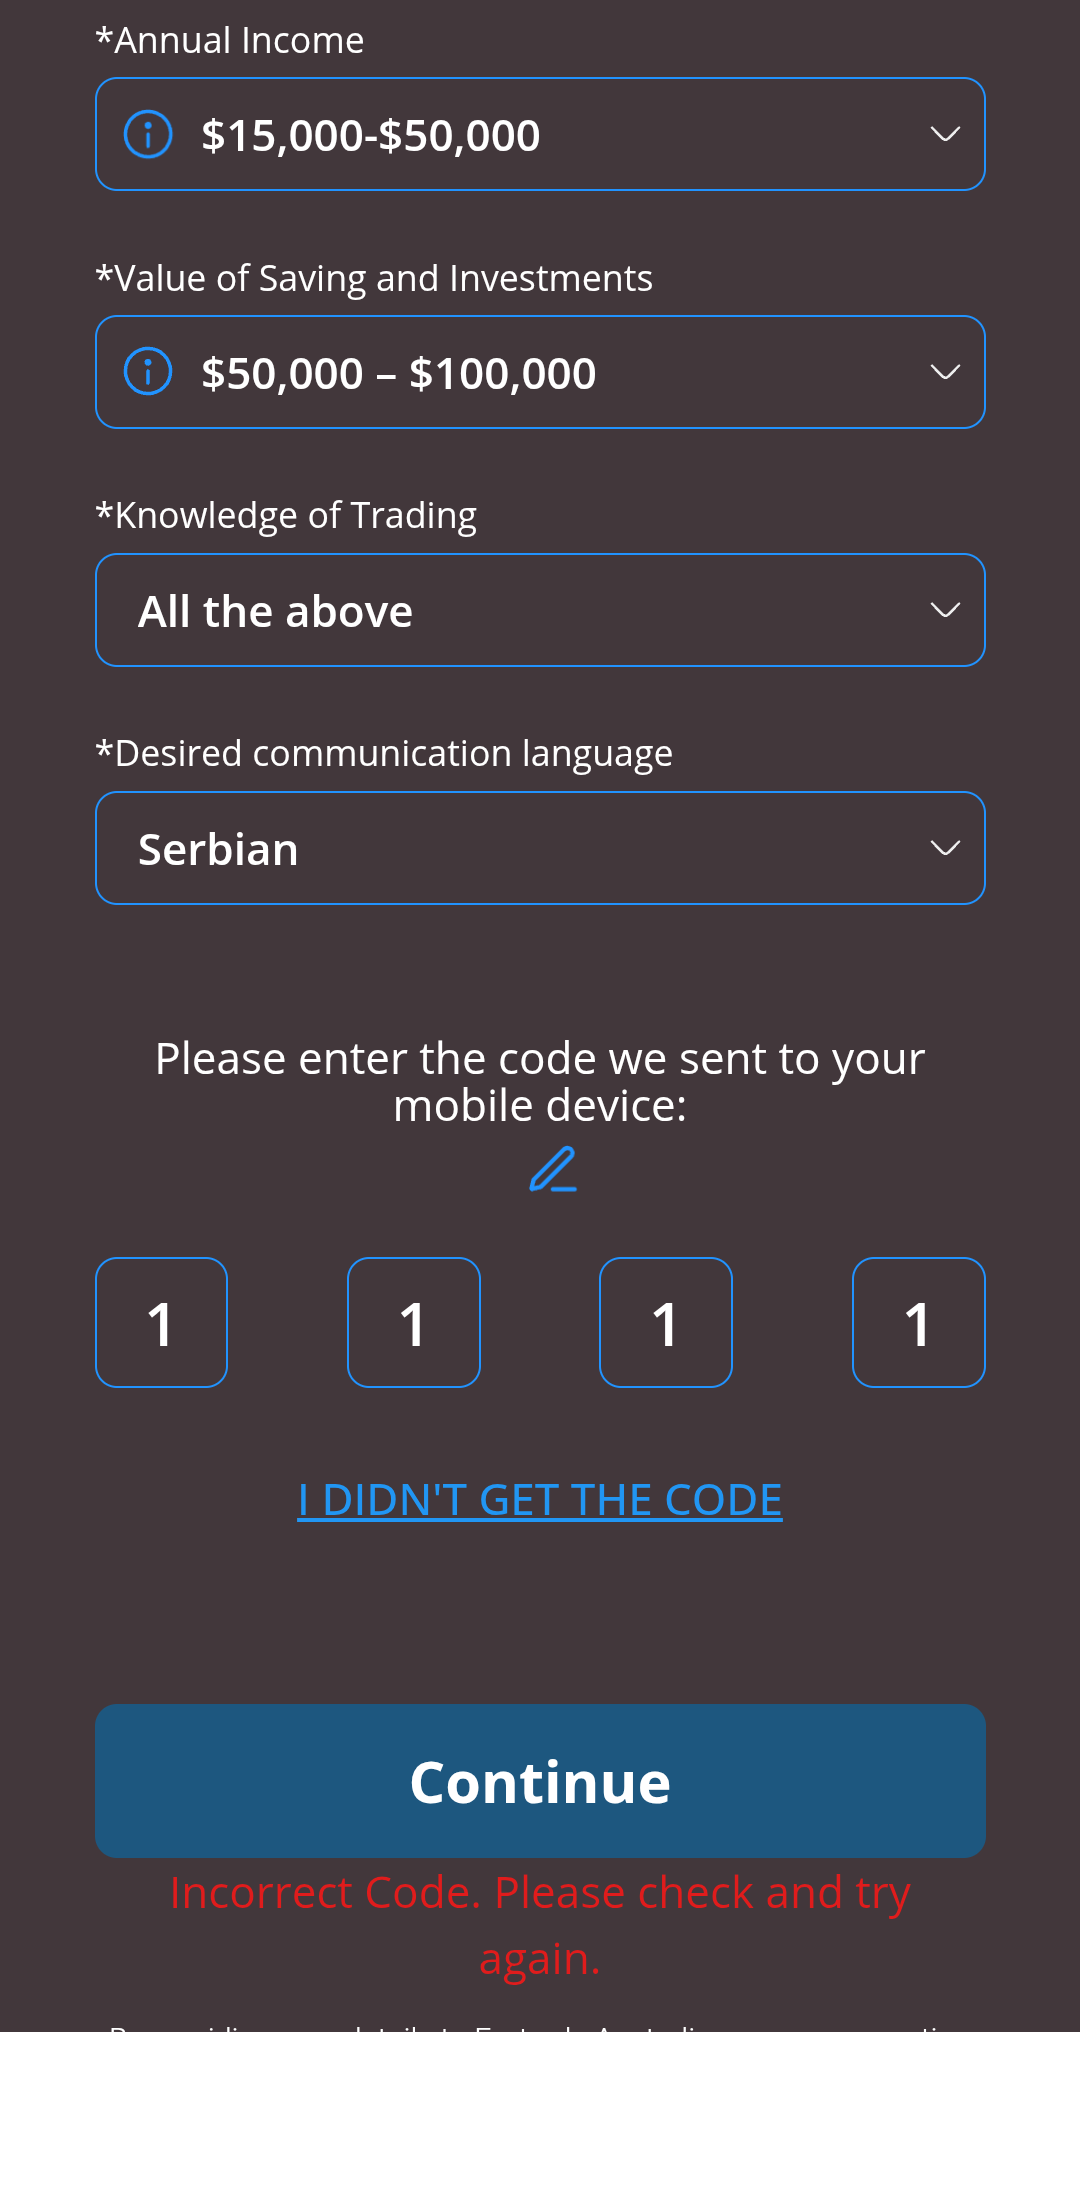 *Annual Income
$15,000-$50,000
*Value of Saving and Investments
$50,000 – $100,000
*Knowledge of Trading
All the above
*Desired communication language
Serbian
Please enter the code we sent to your
mobile device:
1 1 1 1
I DIDN'T GET THE CODE
Continue
Incorrect Code. Please check and try
again.